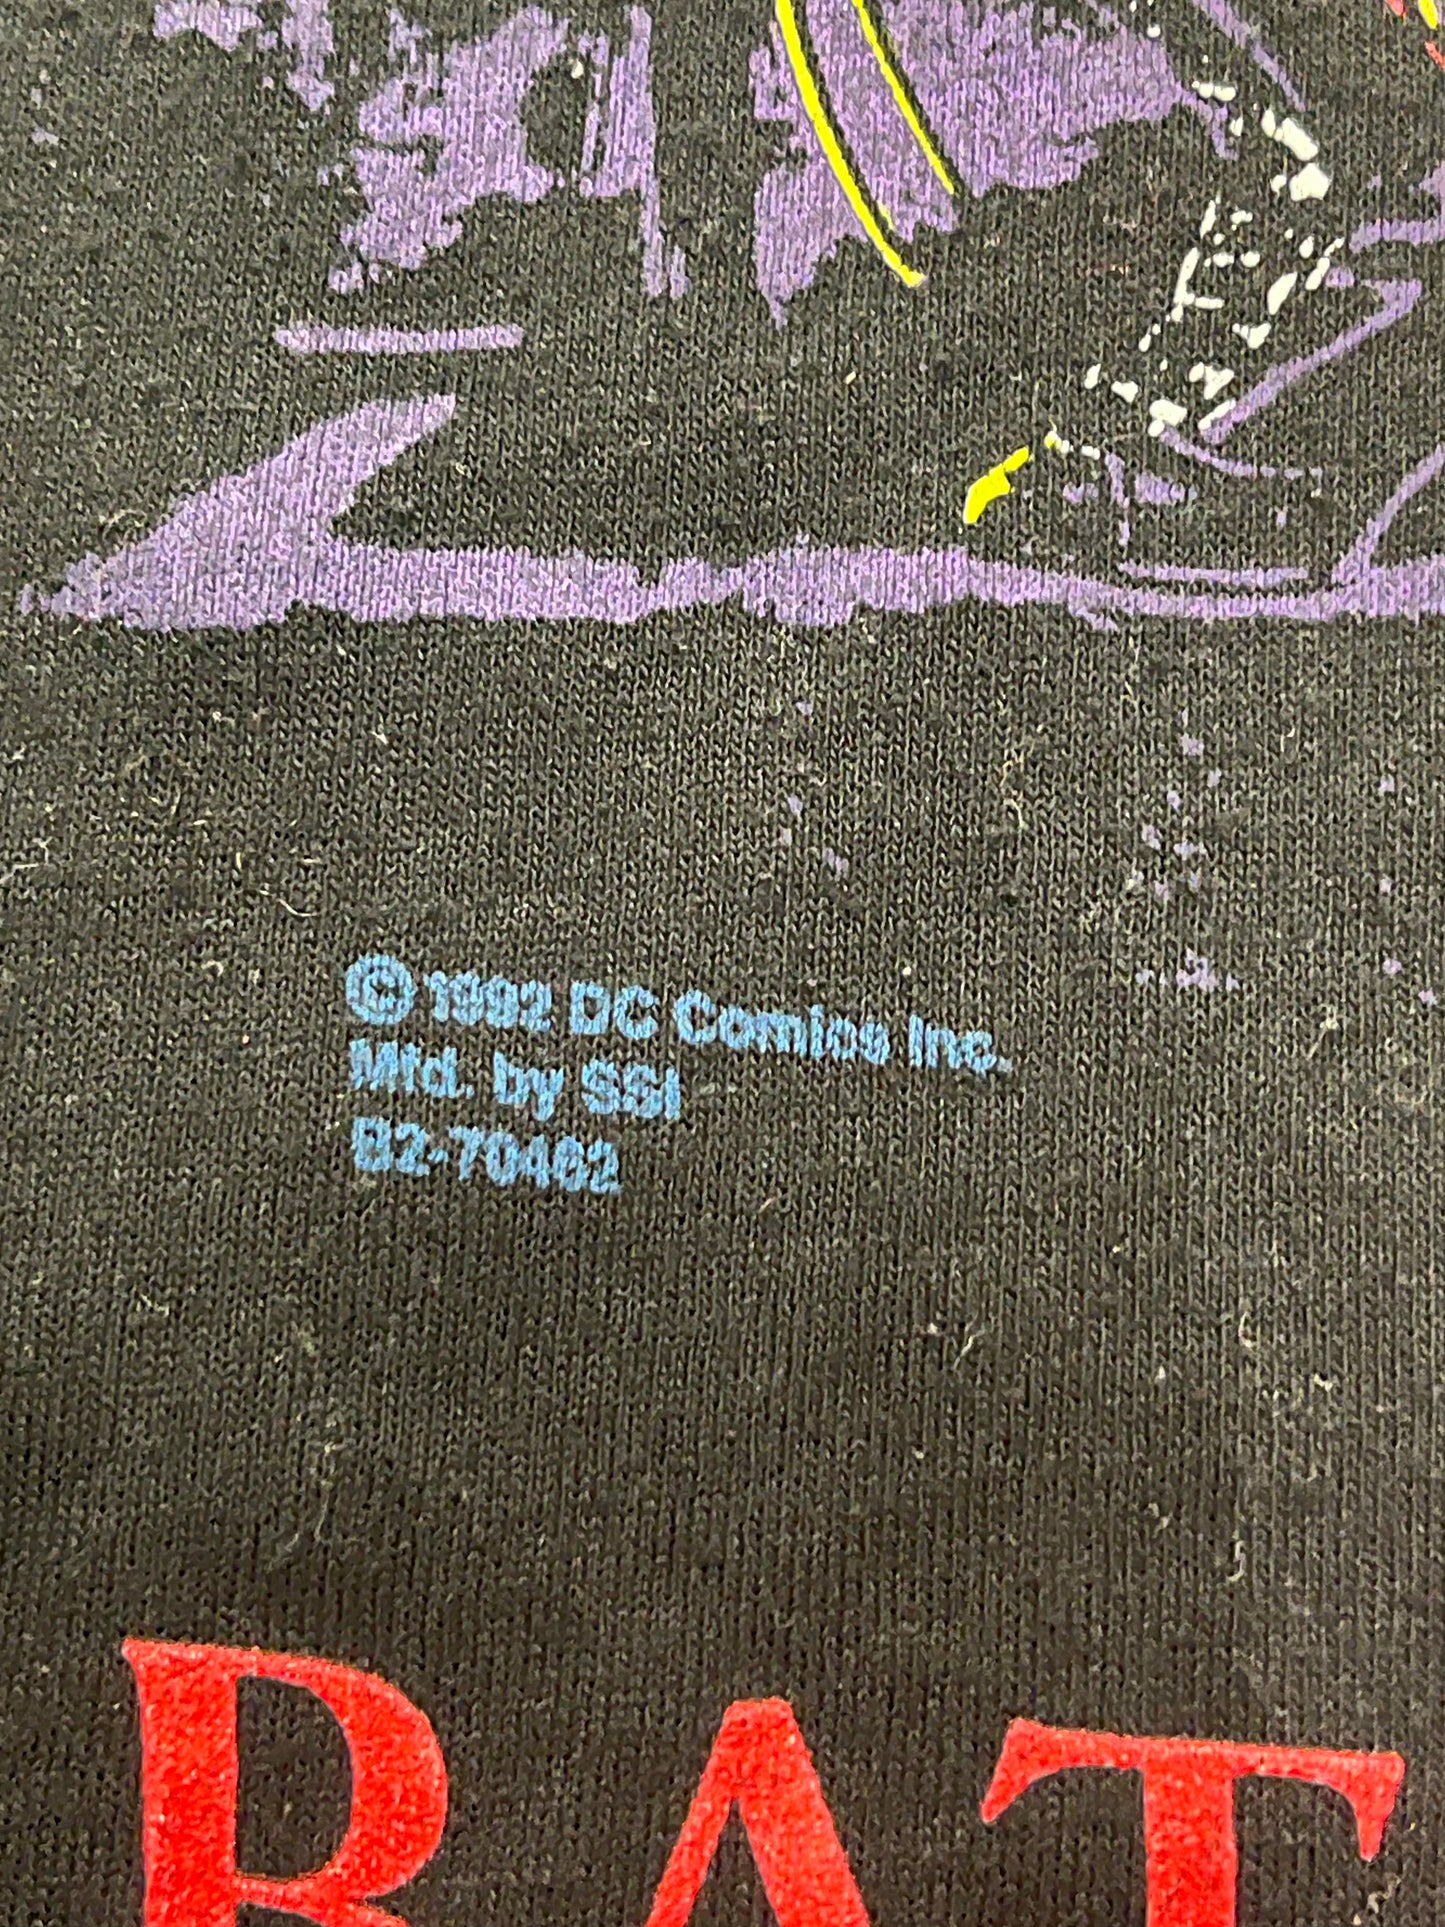 © 1992 DC Comics Inc.
Mfd. by SSI
B2-70462
BAT